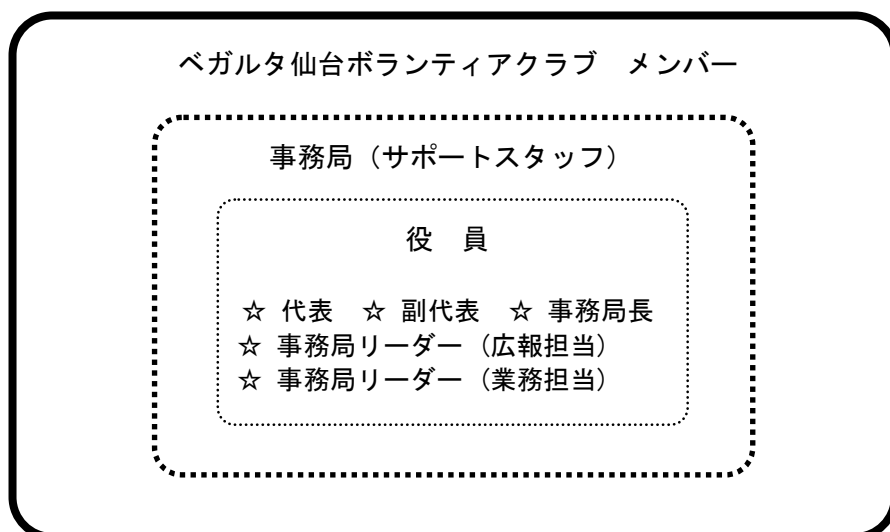 ベガルタ仙台ボランティアクラブ　メンバー
事務局（サポートスタッフ）
役　員
☆ 代表　☆ 副代表　☆ 事務局長
☆ 事務局リーダー（広報担当）
☆ 事務局リーダー（業務担当）